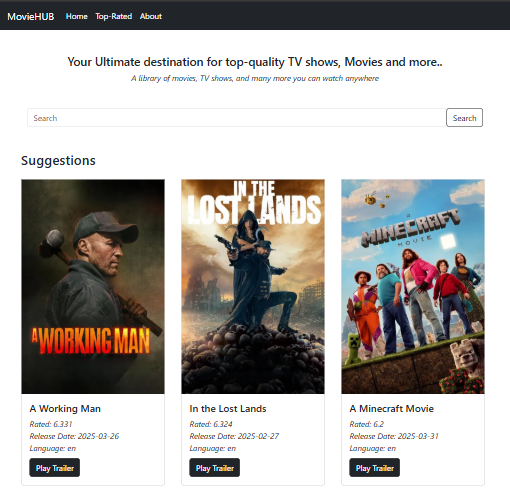 MovieHUB Home Top-Rated About
Your Ultimate destination for top-quality TV shows, Movies and more..
A library of movies, TV shows, and many more you can watch anywhere
Search Search
Suggestions
A WORKING MAN
IN THE
LOST LANDS
A
MINECRAFT
MOVIE
A Working Man
Rated: 6.331
Release Date: 2025-03-26
Language: en
Play Trailer
In the Lost Lands
Rated: 6.324
Release Date: 2025-02-27
Language: en
Play Trailer
A Minecraft Movie
Rated: 6.2
Release Date: 2025-03-31
Language: en
Play Trailer